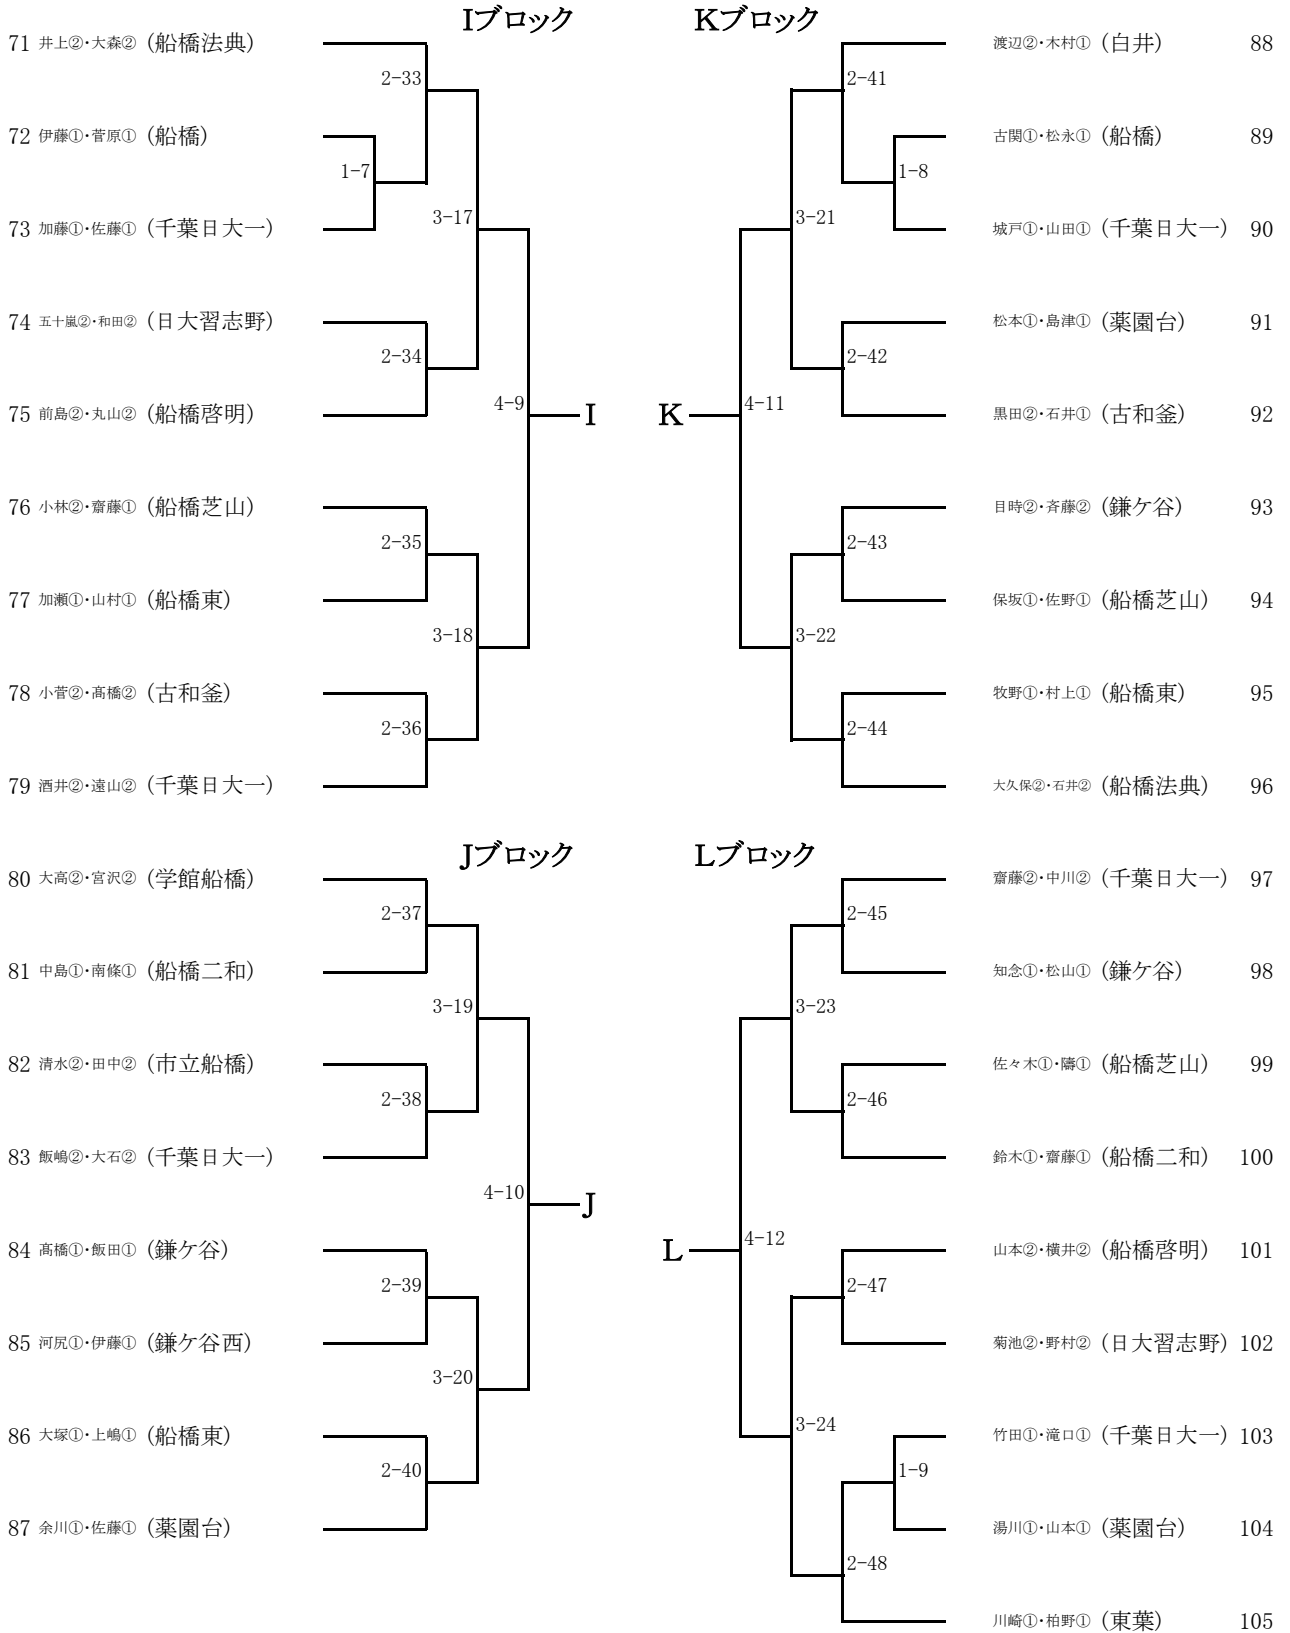 Iブロック
71 井上②・大森② (船橋法典)
2-33
72 伊藤①・菅原① (船橋)
1-7
73 加藤①・佐藤① (千葉日大一)
3-17
74 五十嵐②・和田② (日大習志野)
2-34
75 前島②・丸山② (船橋啓明)
4-9
I
76 小林②・齋藤① (船橋芝山)
2-35
77 加瀬①・山村① (船橋東)
3-18
78 小菅②・髙橋② (古和釜)
2-36
79 酒井②・遠山② (千葉日大一)
Jブロック
80 大高②・宮沢② (学館船橋)
2-37
81 中島①・南條① (船橋二和)
3-19
82 清水②・田中② (市立船橋)
2-38
83 飯嶋②・大石② (千葉日大一)
4-10
J
84 髙橋①・飯田① (鎌ケ谷)
2-39
85 河尻①・伊藤① (鎌ケ谷西)
3-20
86 大塚①・上嶋① (船橋東)
2-40
87 余川①・佐藤① (薬園台)
Kブロック
渡辺②・木村① (白井) 88
2-41
古関①・松永① (船橋) 89
1-8
城戸①・山田① (千葉日大一) 90
3-21
松本①・島津① (薬園台) 91
2-42
黒田②・石井① (古和釜) 92
K
4-11
目時②・斉藤② (鎌ケ谷) 93
2-43
保坂①・佐野① (船橋芝山) 94
3-22
牧野①・村上① (船橋東) 95
2-44
大久保②・石井② (船橋法典) 96
Lブロック
齋藤②・中川② (千葉日大一) 97
2-45
知念①・松山① (鎌ケ谷) 98
3-23
佐々木①・隯① (船橋芝山) 99
2-46
鈴木①・齋藤① (船橋二和) 100
L
4-12
山本②・横井② (船橋啓明) 101
2-47
菊池②・野村② (日大習志野) 102
3-24
竹田①・滝口① (千葉日大一) 103
1-9
湯川①・山本① (薬園台) 104
2-48
川崎①・柏野① (東葉) 105